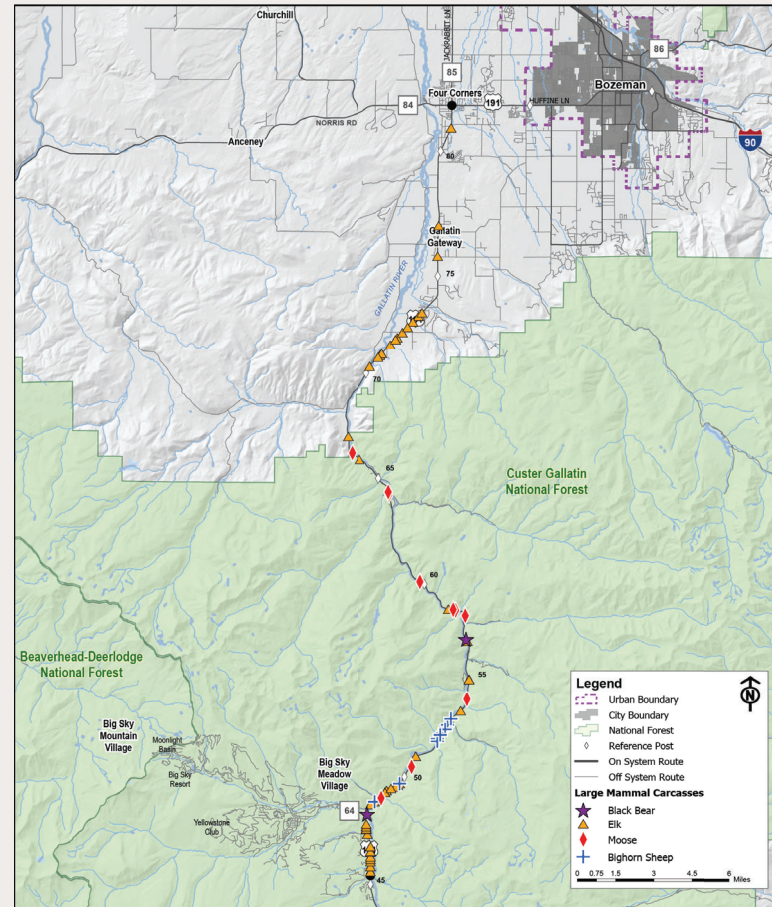 Churchill
JACKRABBIT LN
85
86
Four Corners
Bozeman
84
191
HUFFINE LN
NORRIS RD
90
Anceney
80
Gallatin
Gateway
75
GALLATIN RIVER
70
65
Custer Gallatin
National Forest
60
Beaverhead-Deerlodge
National Forest
55
Big Sky
Mountain
Village
Moonlight
Basin
Big Sky
Resort
Big Sky
Meadow
Village
50
64
Yellowstone
Club
45
Legend
N
Urban Boundary
City Boundary
National Forest
Reference Post
On System Route
Off System Route
Large Mammal Carcasses
Black Bear
Elk
Moose
Bighorn Sheep
0 0.75 1.5 3 4.5 6
Miles